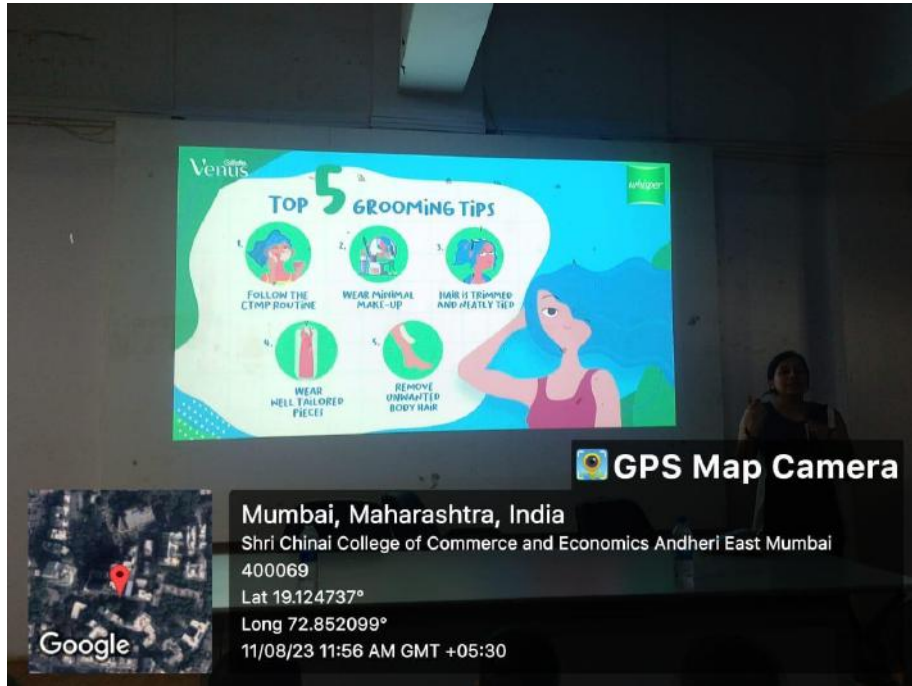 Gillette
Venus
whisper
TOP 5 GROOMING TIPS
1.
FOLLOW THE
CTMP ROUTINE
2.
WEAR MINIMAL
MAKE-UP
3.
HAIR IS TRIMMED
AND NEATLY TIED
4.
WEAR
WELL TAILORED
PIECES
5.
REMOVE
UNWANTED
BODY HAIR
GPS Map Camera
Mumbai, Maharashtra, India
Shri Chinai College of Commerce and Economics Andheri East Mumbai
400069
Lat 19.124737°
Long 72.852099°
11/08/23 11:56 AM GMT +05:30
Google